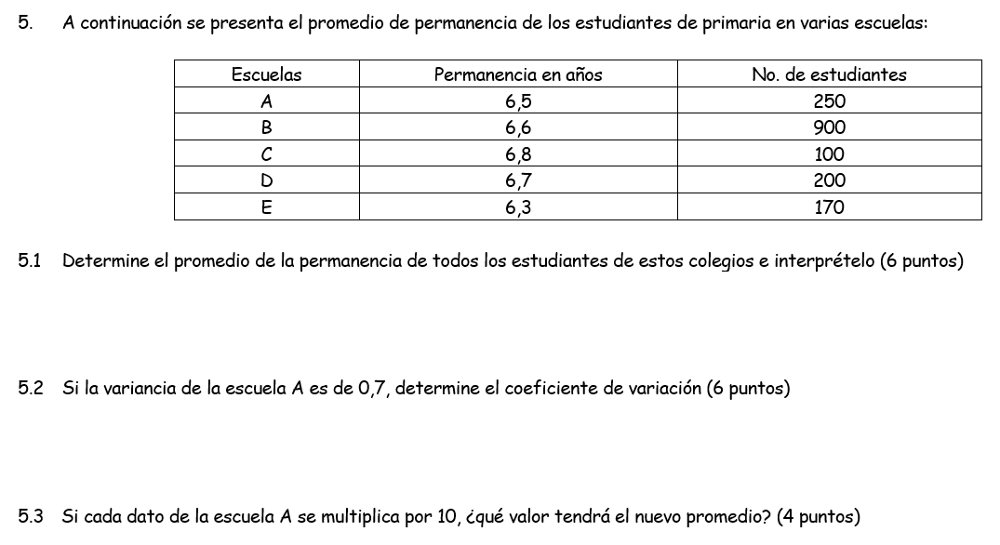 5. A continuación se presenta el promedio de permanencia de los estudiantes de primaria en varias escuelas:
Escuelas Permanencia en años No. de estudiantes
A 6,5 250
B 6,6 900
C 6,8 100
D 6,7 200
E 6,3 170
5.1 Determine el promedio de la permanencia de todos los estudiantes de estos colegios e interprételo (6 puntos)
5.2 Si la variancia de la escuela A es de 0,7, determine el coeficiente de variación (6 puntos)
5.3 Si cada dato de la escuela A se multiplica por 10, ¿qué valor tendrá el nuevo promedio? (4 puntos)